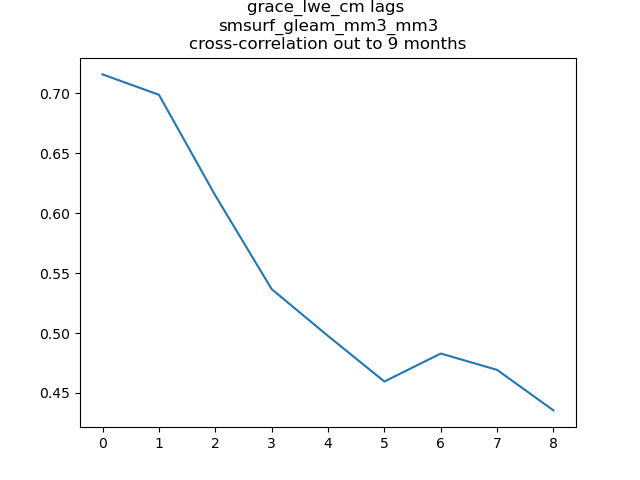 grace_lwe_cm lags
smsurf_gleam_mm3_mm3
cross-correlation out to 9 months
0.70
0.65
0.60
0.55
0.50
0.45
0 1 2 3 4 5 6 7 8